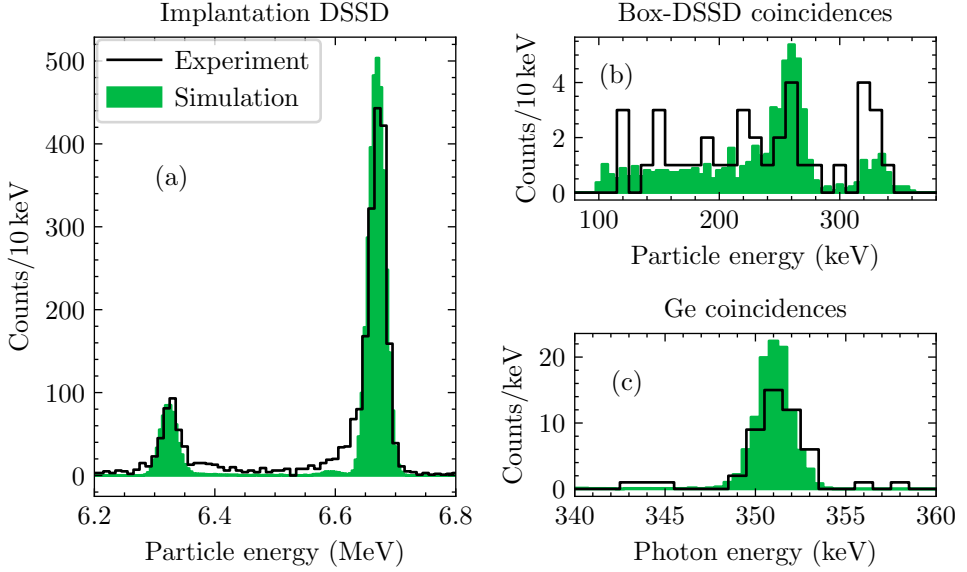 Implantation DSSD
Experiment
Simulation
(a)
500
400
300
200
100
0
Counts/10 keV
6.2 6.4 6.6 6.8
Particle energy (MeV)
Box-DSSD coincidences
(b)
4
2
0
Counts/10 keV
100 200 300
Particle energy (keV)
Ge coincidences
(c)
20
10
0
Counts/keV
340 345 350 355 360
Photon energy (keV)